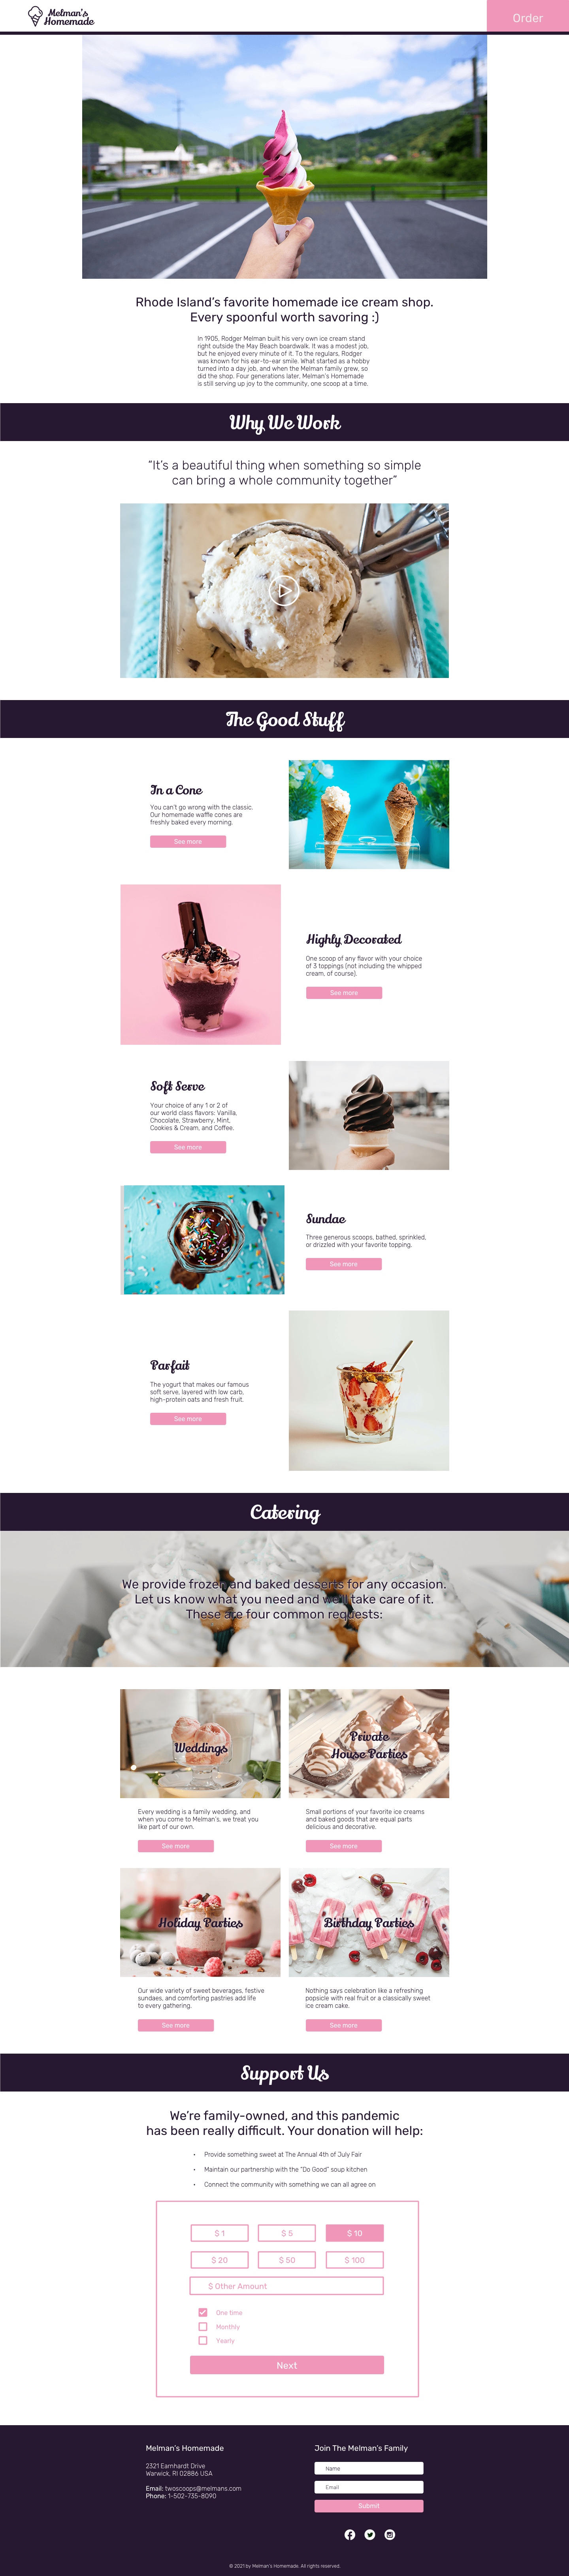 Melman's
Homemade
Order
Rhode Island's favorite homemade ice cream shop.
Every spoonful worth savoring :)
In 1905, Rodger Melman built his very own ice cream stand
right outside the May Beach boardwalk. It was a modest job,
but he enjoyed every minute of it. To the regulars, Rodger
was known for his ear-to-ear smile. What started as a hobby
turned into a day job, and when the Melman family grew, so
did the shop. Four generations later, Melman's Homemade
is still serving up joy to the community, one scoop at a time.
Why We Work
"It's a beautiful thing when something so simple
can bring a whole community together"
The Good Stuff
In a Cone
You can't go wrong with the classic.
Our homemade waffle cones are
freshly baked every morning.
See more
Highly Decorated
One scoop of any flavor with your choice
of 3 toppings (not including the whipped
cream, of course).
See more
Soft Serve
Your choice of any 1 or 2 of
our world class flavors: Vanilla,
Chocolate, Strawberry, Mint,
Cookies & Cream, and Coffee.
See more
Sundae
Three generous scoops, bathed, sprinkled,
or drizzled with your favorite topping.
See more
Parfait
The yogurt that makes our famous
soft serve, layered with low carb,
high-protein oats and fresh fruit.
See more
Catering
We provide frozen and baked desserts for any occasion.
Let us know what you need and we'll take care of it.
These are four common requests:
Weddings
Every wedding is a family wedding, and
when you come to Melman's, we treat you
like part of our own.
See more
Private
House Parties
Small portions of your favorite ice creams
and baked goods that are equal parts
delicious and decorative.
See more
Holiday Parties
Our wide variety of sweet beverages, festive
sundaes, and comforting pastries add life
to every gathering.
See more
Birthday Parties
Nothing says celebration like a refreshing
popsicle with real fruit or a classically sweet
ice cream cake.
See more
Support Us
We're family-owned, and this pandemic
has been really difficult. Your donation will help:
• Provide something sweet at The Annual 4th of July Fair
• Maintain our partnership with the "Do Good" soup kitchen
• Connect the community with something we can all agree on
$ 1
$ 5
$ 10
$ 20
$ 50
$ 100
$ Other Amount
One time
Monthly
Yearly
Next
Melman's Homemade
2321 Earnhardt Drive
Warwick, RI 02886 USA
Email: twoscoops@melmans.com
Phone: 1-502-735-8090
Join The Melman's Family
Name
Email
Submit
© 2021 by Melman's Homemade. All rights reserved.